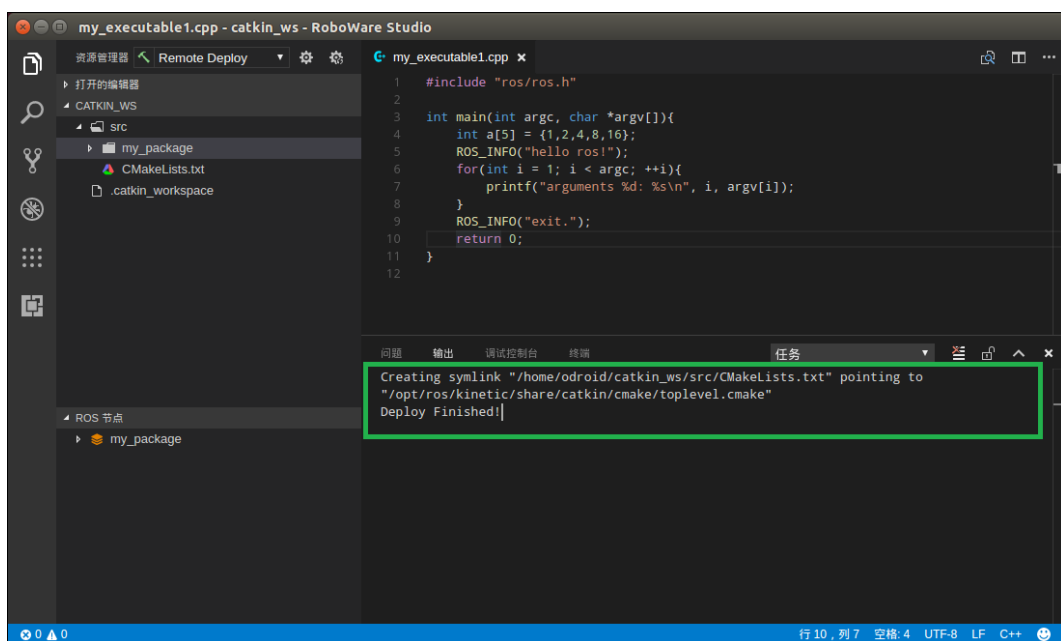 my_executable1.cpp - catkin_ws - RoboWare Studio
资源管理器 Remote Deploy
打开的编辑器
CATKIN_WS
src
my_package
CMakeLists.txt
.catkin_workspace
ROS 节点
my_package
my_executable1.cpp
1 #include "ros/ros.h"
2
3 int main(int argc, char *argv[]){
4 int a[5] = {1,2,4,8,16};
5 ROS_INFO("hello ros!");
6 for(int i = 1; i < argc; ++i){
7 printf("arguments %d: %s\n", i, argv[i]);
8 }
9 ROS_INFO("exit.");
10 return 0;
11 }
12
问题 输出 调试控制台 终端 任务
Creating symlink "/home/odroid/catkin_ws/src/CMakeLists.txt" pointing to
"/opt/ros/kinetic/share/catkin/cmake/toplevel.cmake"
Deploy Finished!
0 0 行 10，列 7 空格: 4 UTF-8 LF C++